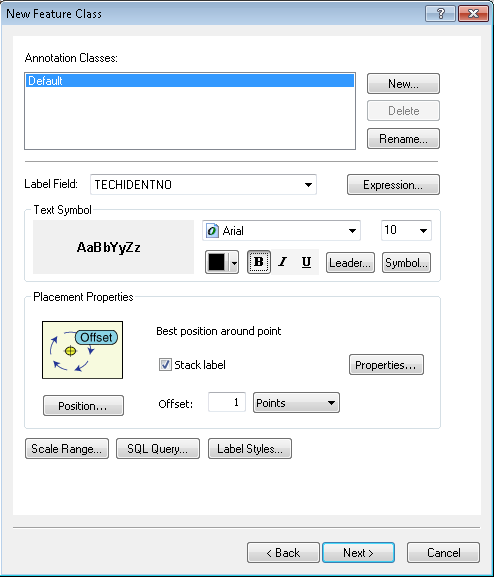 New Feature Class
Annotation Classes:
Default
New...
Delete
Rename...
Label Field: TECHIDENTNO Expression...
Text Symbol
AaBbYyZz
Arial 10
B I U Leader... Symbol...
Placement Properties
Offset
Best position around point
Stack label
Properties...
Position...
Offset: 1 Points
Scale Range... SQL Query... Label Styles...
< Back Next > Cancel